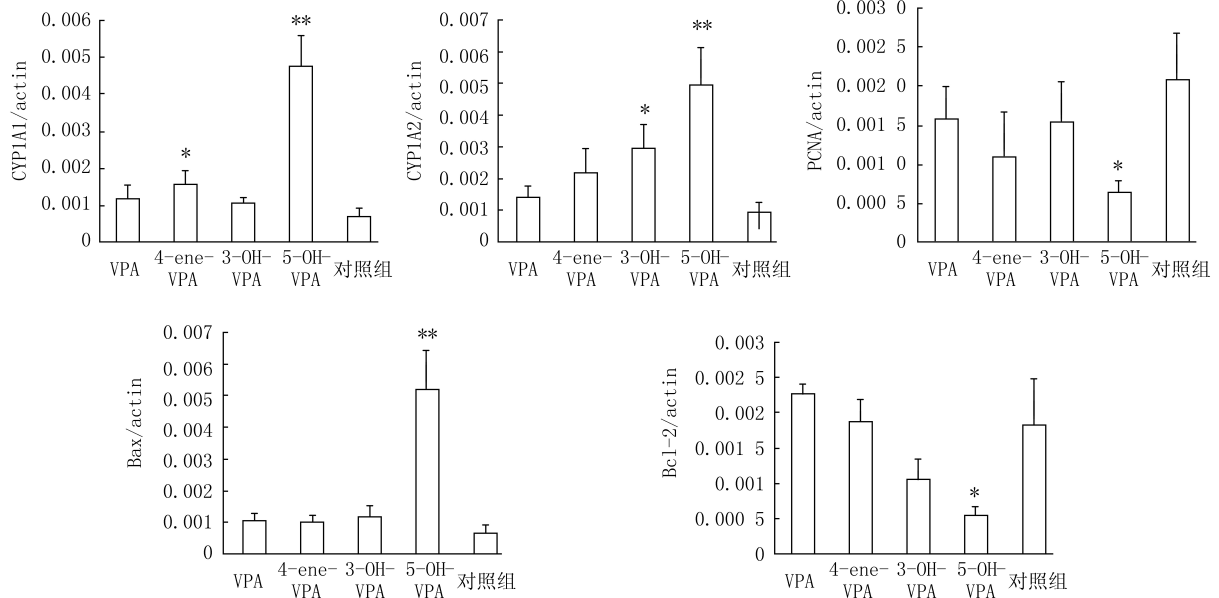 CYP1A1/actin
0.006
0.005
0.004
0.003
0.002
0.001
0
*
**
VPA
4-ene-
VPA
3-OH-
VPA
5-OH-
VPA
对照组
CYP1A2/actin
0.007
0.006
0.005
0.004
0.003
0.002
0.001
0
*
**
VPA
4-ene-
VPA
3-OH-
VPA
5-OH-
VPA
对照组
PCNA/actin
0.003 0
0.002 5
0.002 0
0.001 5
0.001 0
0.000 5
0
*
VPA
4-ene-
VPA
3-OH-
VPA
5-OH-
VPA
对照组
Bax/actin
0.007
0.006
0.005
0.004
0.003
0.002
0.001
0
**
VPA
4-ene-
VPA
3-OH-
VPA
5-OH-
VPA
对照组
Bcl-2/actin
0.003
0.002 5
0.002
0.001 5
0.001
0.000 5
0
*
VPA
4-ene-
VPA
3-OH-
VPA
5-OH-
VPA
对照组